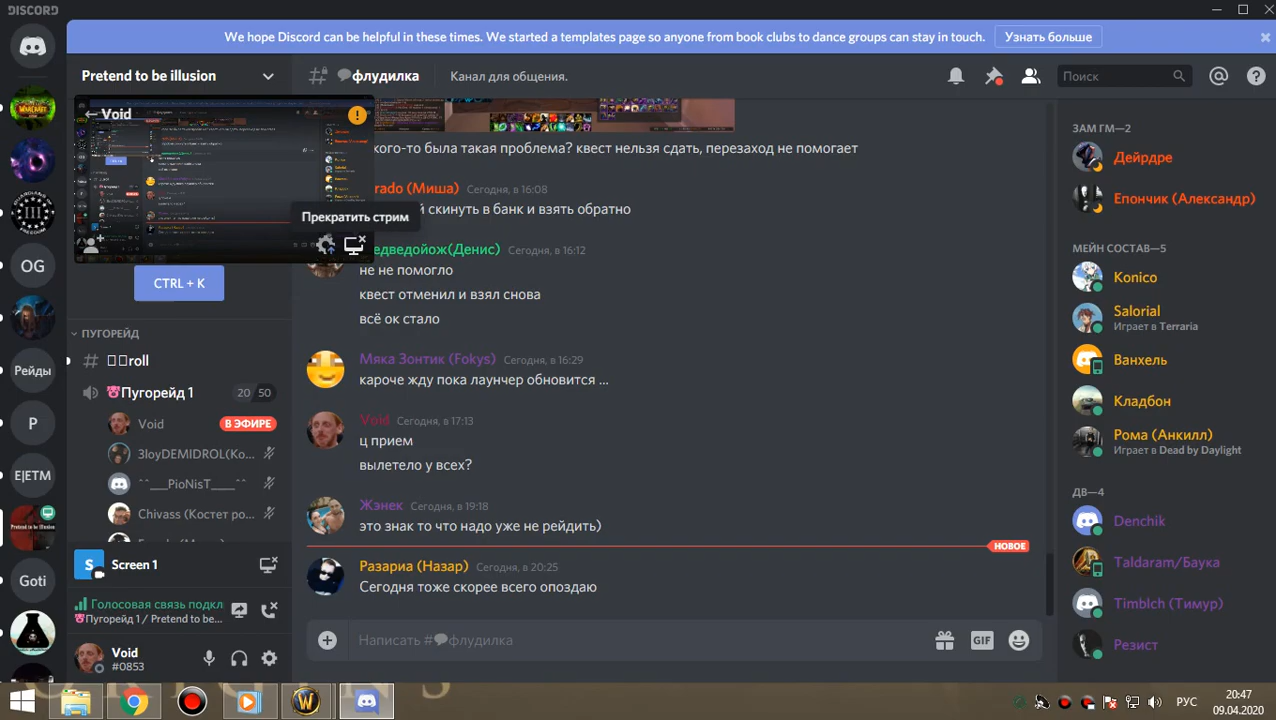 DISCORD
We hope Discord can be helpful in these times. We started a templates page so anyone from book clubs to dance groups can stay in touch.
Узнать больше
Pretend to be illusion
флудилка
Канал для общения.
Поиск
Void
Прекратить стрим
CTRL + K
ПУГОРЕЙД
roll
Пугорейд 1
20 50
Void
В ЭФИРЕ
3loyDEMIDROL(Ко...
^^___PioNisT____^^
Chivass (Костет ро...
Screen 1
Голосовая связь подкл
Пугорейд 1 / Pretend to be...
Void
#0853
OG
Рейды
P
E|ETM
Pretend to be illusion
Goti
кого-то была такая проблема? квест нельзя сдать, перезаход не помогает
rado (Миша) Сегодня, в 16:08
й скинуть в банк и взять обратно
едведойож(Денис) Сегодня, в 16:12
не не помогло
квест отменил и взял снова
всё ок стало
Мяка Зонтик (Fokys) Сегодня, в 16:29
кароче жду пока лаунчер обновится ...
Void Сегодня, в 17:13
ц прием
вылетело у всех?
Жэнек Сегодня, в 19:18
это знак то что надо уже не рейдить)
НОВОЕ
Разариа (Назар) Сегодня, в 20:25
Сегодня тоже скорее всего опоздаю
Написать #флудилка
GIF
ЗАМ ГМ—2
Дейрдре
Епончик (Александр)
МЕЙН СОСТАВ—5
Konico
Salorial
Играет в Terraria
Ванхель
Кладбон
Рома (Анкилл)
Играет в Dead by Daylight
ДВ—4
Denchik
Taldaram/Баука
Timblch (Тимур)
Резист
РУС
20:47
09.04.2020